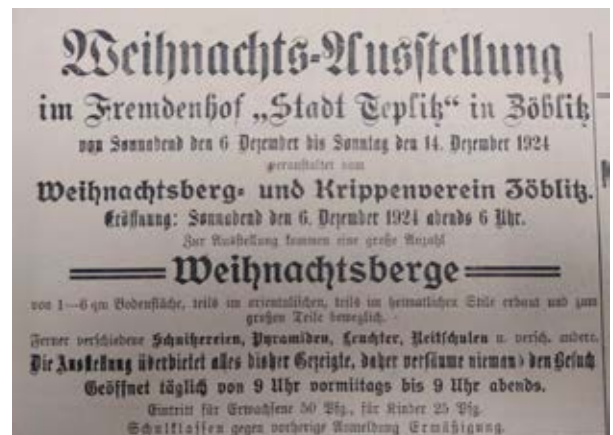 Weihnachts-Ausstellung
im Fremdenhof „Stadt Teplitz“ in Zöblitz
von Sonnabend den 6 Dezember bis Sonntag den 14. Dezember 1924
veranstaltet vom
Weihnachtsberg- und Krippenverein Zöblitz.
Eröffnung: Sonnabend den 6. Dezember 1924 abends 6 Uhr.
Zur Ausstellung kommen eine große Anzahl
Weihnachtsberge
von 1—6 qm Bodenfläche, teils im orientalischen, teils im heimatlichen Stile erbaut und zum
großen Teile beweglich.
Ferner verschiedene Schnitzereien, Pyramiden, Leuchter, Reitschulen u. versch. andere.
Die Ausstellung überbietet alles bisher Gezeigte, daher versäume niemand den Besuch
Geöffnet täglich von 9 Uhr vormittags bis 9 Uhr abends.
Eintritt für Erwachsene 50 Pfg., für Kinder 25 Pfg.
Schulklassen gegen vorherige Anmeldung Ermäßigung.